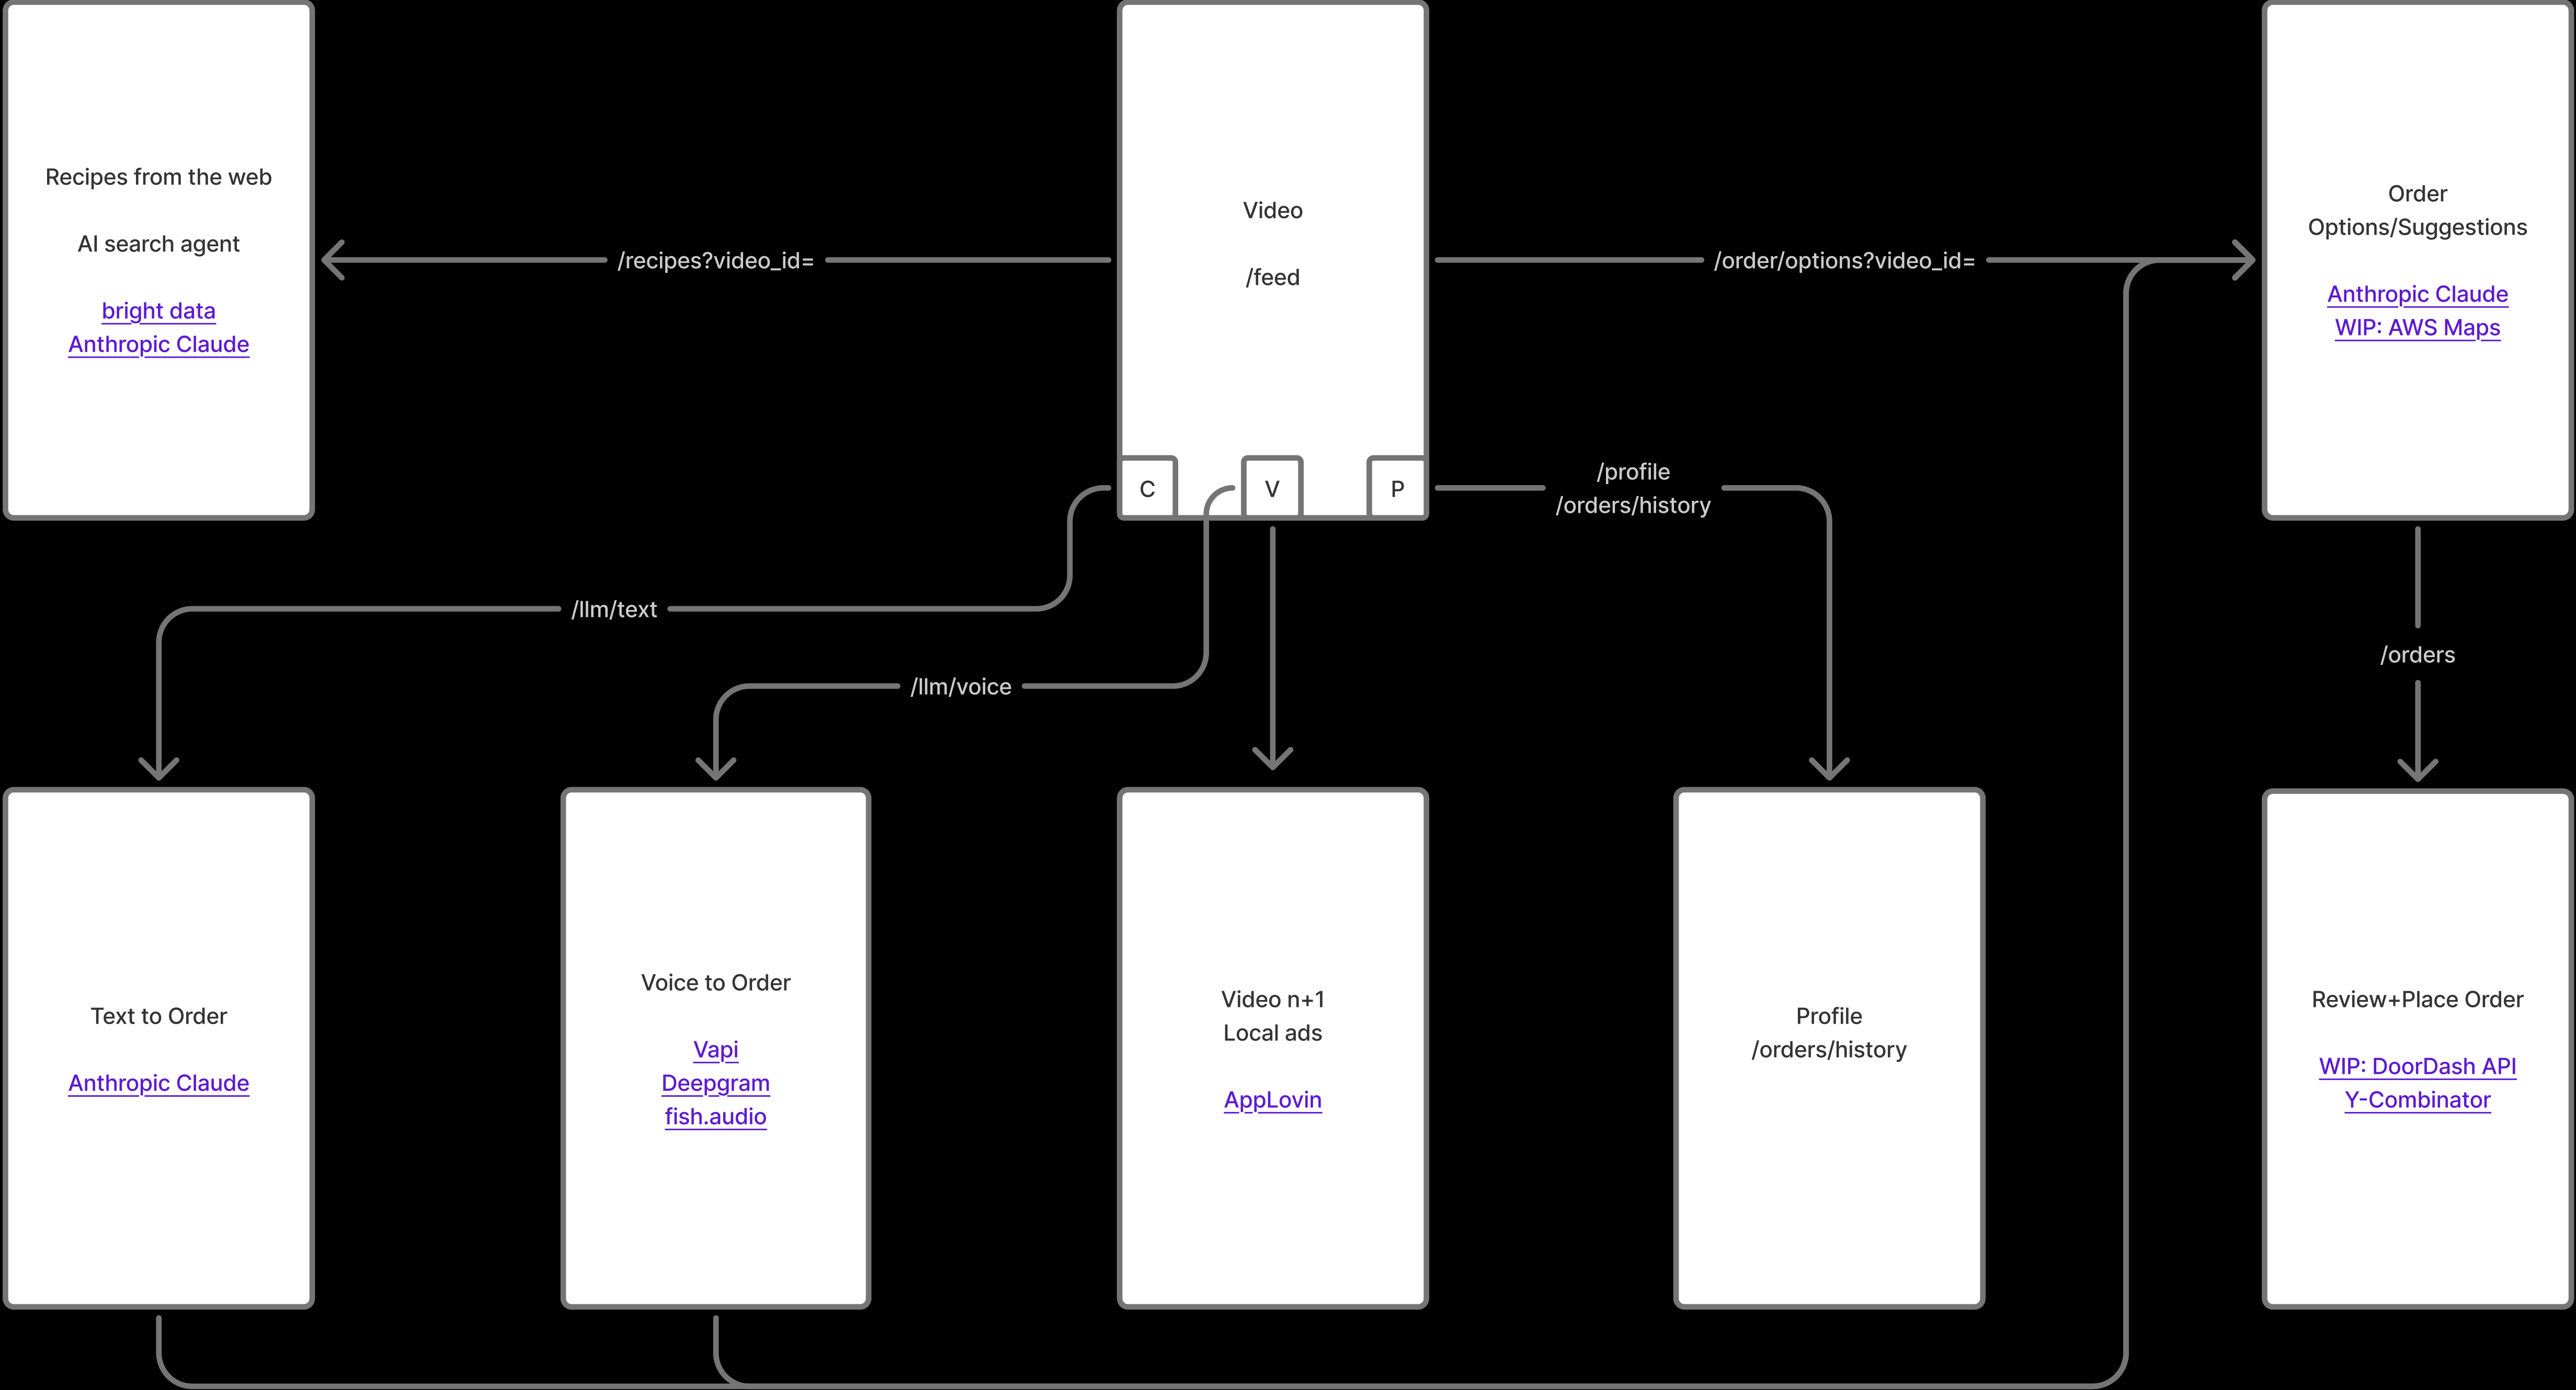 Recipes from the web
AI search agent
bright data
Anthropic Claude
/recipes?video_id=
Video
/feed
C
V
P
/order/options?video_id=
Order
Options/Suggestions
Anthropic Claude
WIP: AWS Maps
/profile
/orders/history
/llm/text
/llm/voice
/orders
Text to Order
Anthropic Claude
Voice to Order
Vapi
Deepgram
fish.audio
Video n+1
Local ads
AppLovin
Profile
/orders/history
Review+Place Order
WIP: DoorDash API
Y-Combinator